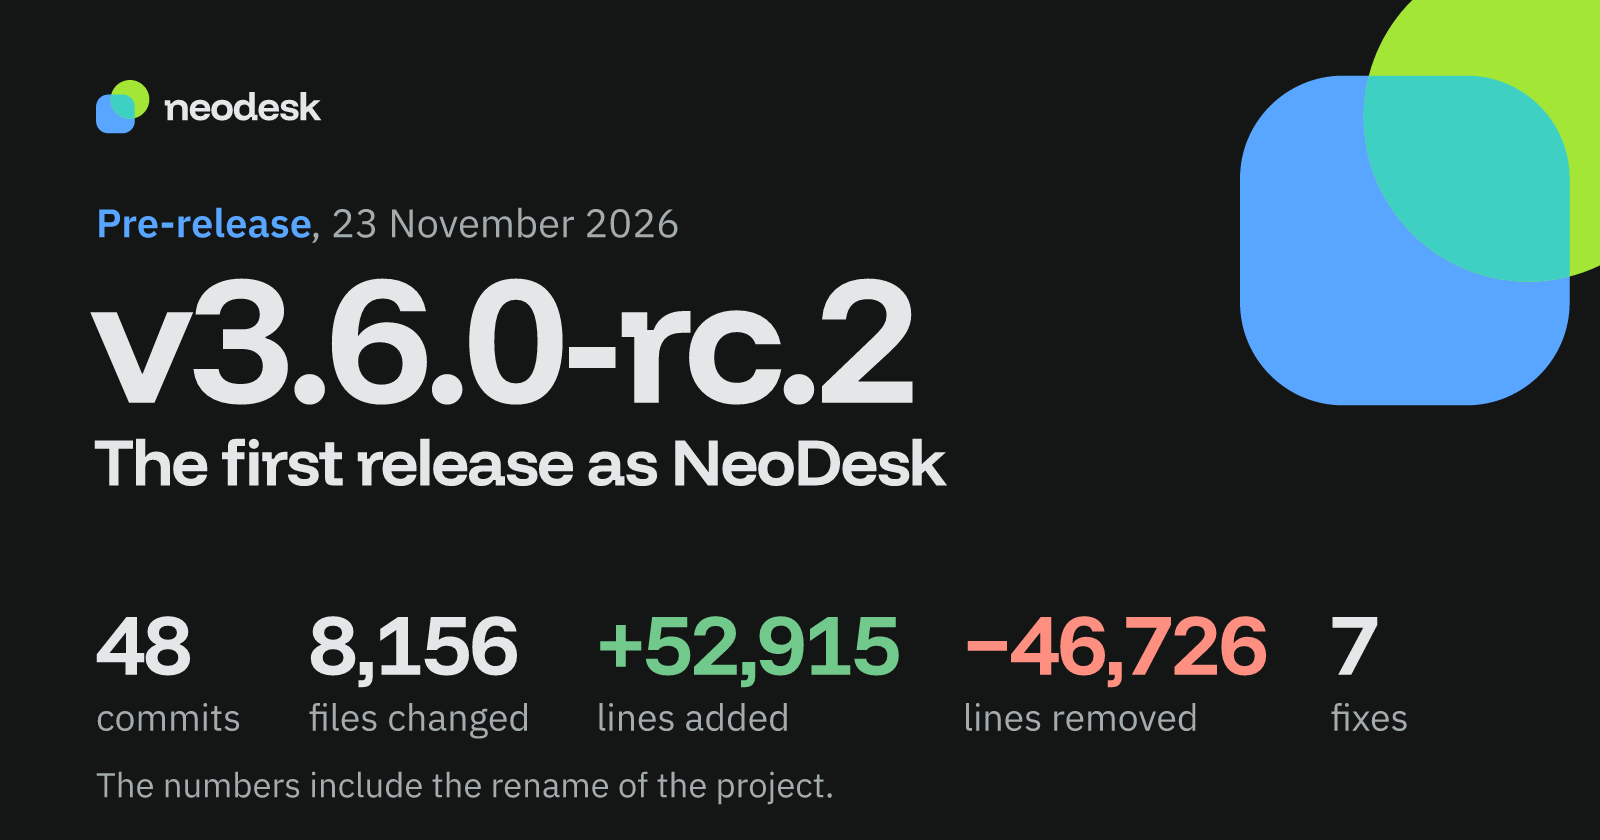 neodesk
Pre-release, 23 November 2026
v3.6.0-rc.2
The first release as NeoDesk
48
commits
8,156
files changed
+52,915
lines added
−46,726
lines removed
7
fixes
The numbers include the rename of the project.